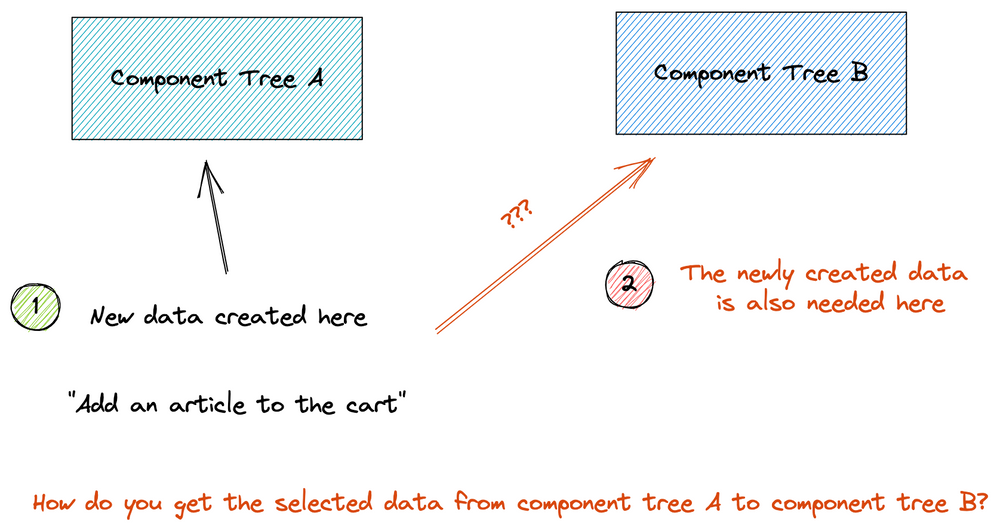 Component Tree A
Component Tree B
???
1
New data created here
2
The newly created data
is also needed here
"Add an article to the cart"
How do you get the selected data from component tree A to component tree B?